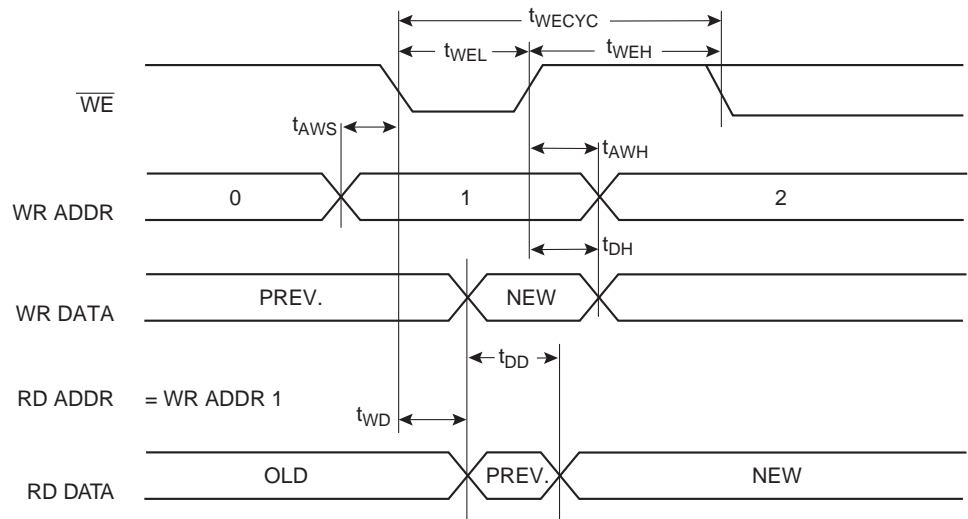 tWECYC
tWEL
tWEH
WE
tAWS
tAWH
WR ADDR
0
1
2
tDH
WR DATA
PREV.
NEW
tDD
RD ADDR = WR ADDR 1
tWD
RD DATA
OLD
PREV.
NEW